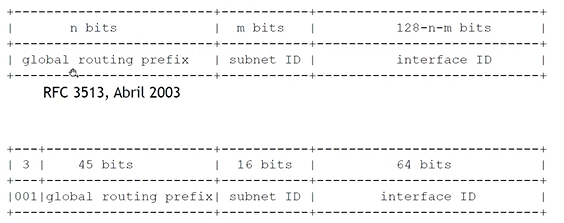 | n bits | m bits | 128-n-m bits |
| global routing prefix | subnet ID | interface ID |
RFC 3513, Abril 2003
| 3 | 45 bits | 16 bits | 64 bits |
|001|global routing prefix| subnet ID | interface ID |